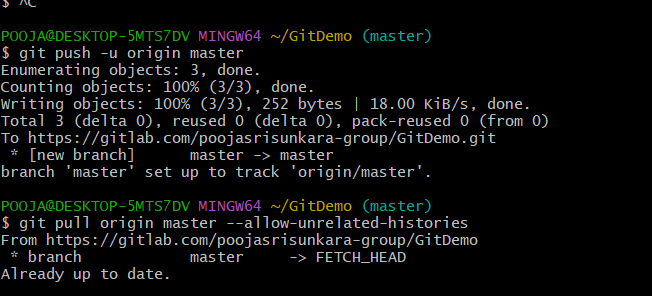 $ ^C
POOJA@DESKTOP-5MTS7DV MINGW64 ~/GitDemo (master)
$ git push -u origin master
Enumerating objects: 3, done.
Counting objects: 100% (3/3), done.
Writing objects: 100% (3/3), 252 bytes | 18.00 KiB/s, done.
Total 3 (delta 0), reused 0 (delta 0), pack-reused 0 (from 0)
To https://gitlab.com/poojasrisunkara-group/GitDemo.git
 * [new branch]      master -> master
branch 'master' set up to track 'origin/master'.
POOJA@DESKTOP-5MTS7DV MINGW64 ~/GitDemo (master)
$ git pull origin master --allow-unrelated-histories
From https://gitlab.com/poojasrisunkara-group/GitDemo
 * branch            master     -> FETCH_HEAD
Already up to date.